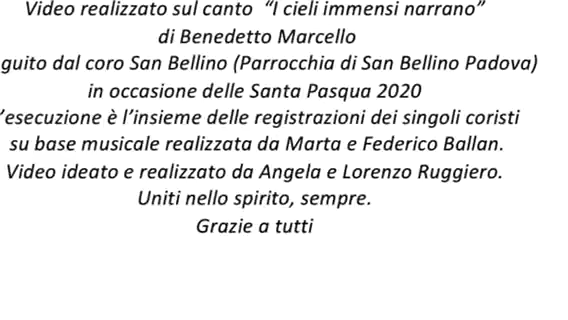 Video realizzato sul canto “I cieli immensi narrano”
di Benedetto Marcello
guito dal coro San Bellino (Parrocchia di San Bellino Padova)
in occasione delle Santa Pasqua 2020
’esecuzione è l’insieme delle registrazioni dei singoli coristi
su base musicale realizzata da Marta e Federico Ballan.
Video ideato e realizzato da Angela e Lorenzo Ruggiero.
Uniti nello spirito, sempre.
Grazie a tutti